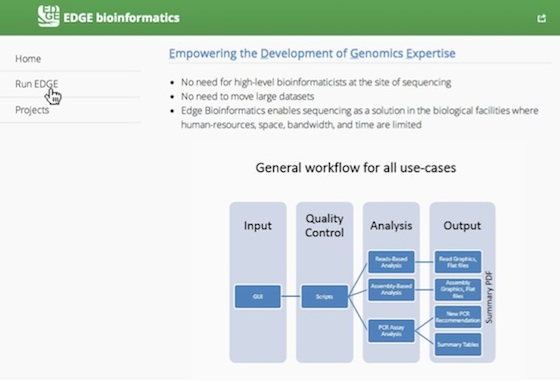 EDGE EDGE bioinformatics
Home
Run EDGE
Projects
Empowering the Development of Genomics Expertise
• No need for high-level bioinformaticists at the site of sequencing
• No need to move large datasets
• Edge Bioinformatics enables sequencing as a solution in the biological facilities where
human-resources, space, bandwidth, and time are limited
General workflow for all use-cases
Input
Quality
Control
Analysis
Output
GUI
Scripts
Reads-Based
Analysis
Assembly-Based
Analysis
PCR Assay
Analysis
Read Graphics,
Flat files
Assembly
Graphics, Flat
files
New PCR
Recommendation
Summary Tables
Summary PDF